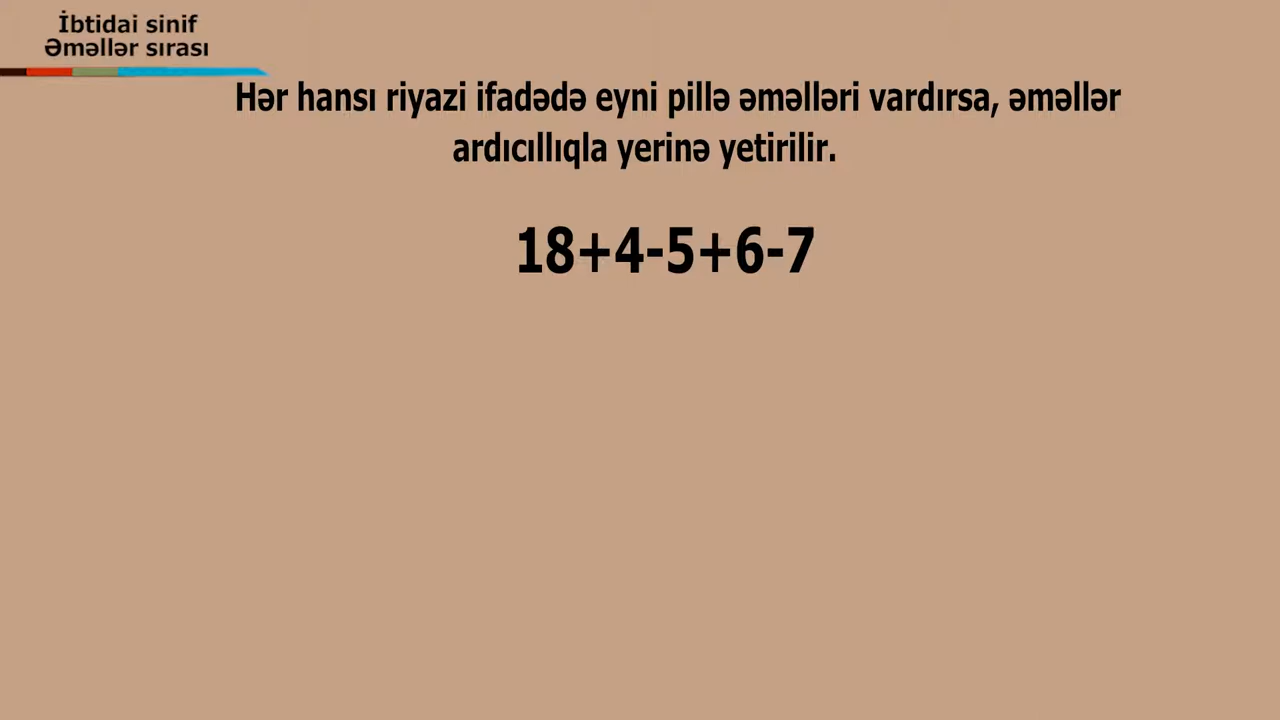 İbtidai sinif
Əməllər sırası
Hər hansı riyazi ifadədə eyni pillə əməlləri vardırsa, əməllər
ardıcıllıqla yerinə yetirilir.
18+4-5+6-7